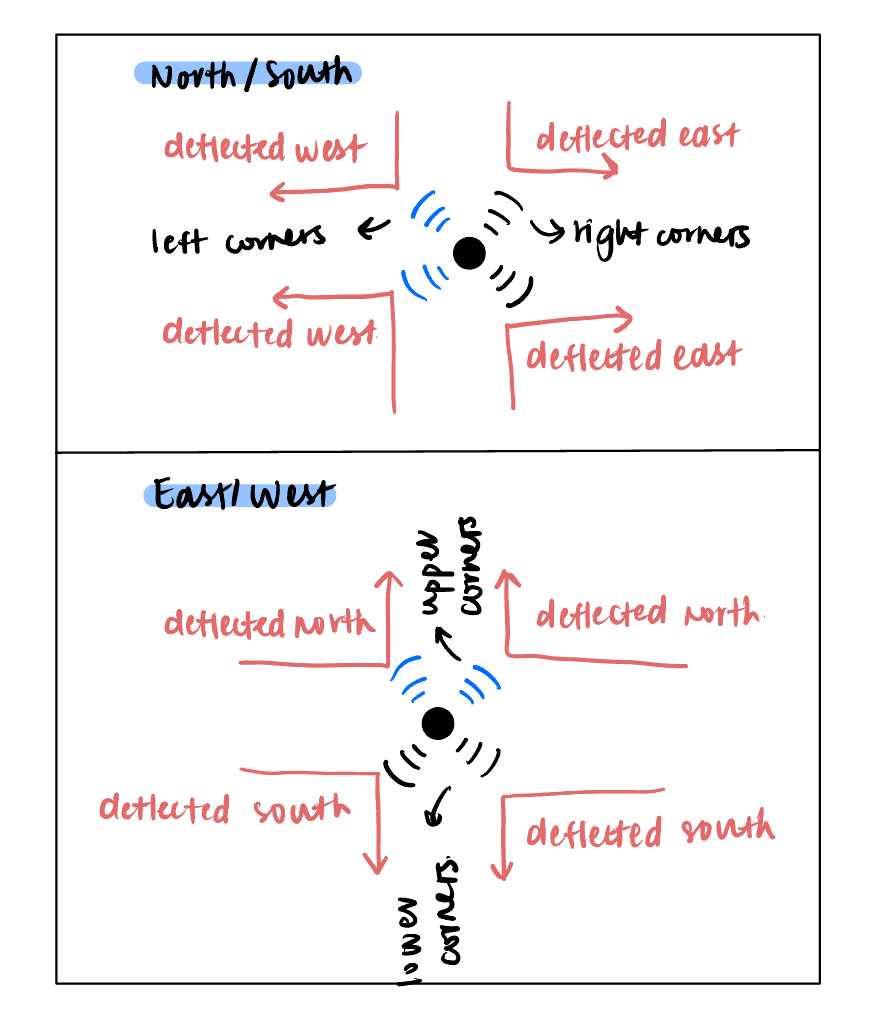 North / South
deflected west
deflected east
left corners
right corners
deflected west
deflected east
East/West
upper
corners
deflected north
deflected north
deflected south
deflected south
lower
corners